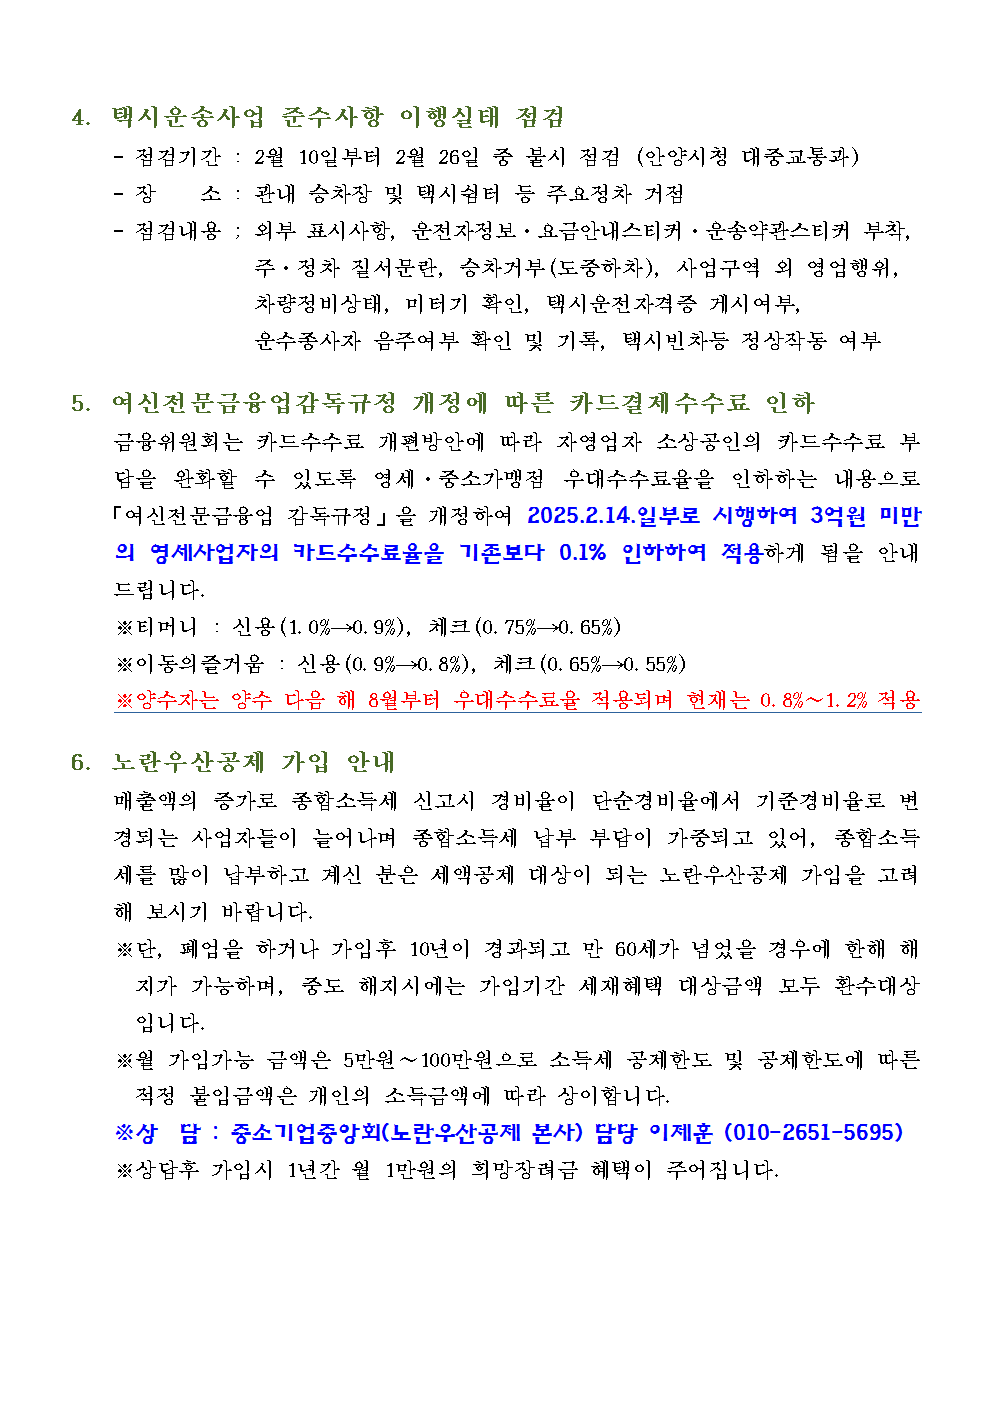 4. 택시운송사업 준수사항 이행실태 점검
- 점검기간 : 2월 10일부터 2월 26일 중 불시 점검 (안양시청 대중교통과)
- 장 소 : 관내 승차장 및 택시쉼터 등 주요정차 거점
- 점검내용 ; 외부 표시사항, 운전자정보·요금안내스티커·운송약관스티커 부착,
주·정차 질서문란, 승차거부(도중하차), 사업구역 외 영업행위,
차량정비상태, 미터기 확인, 택시운전자격증 게시여부,
운수종사자 음주여부 확인 및 기록, 택시빈차등 정상작동 여부
5. 여신전문금융업감독규정 개정에 따른 카드결제수수료 인하
금융위원회는 카드수수료 개편방안에 따라 자영업자 소상공인의 카드수수료 부
담을 완화할 수 있도록 영세·중소가맹점 우대수수료율을 인하하는 내용으로
「여신전문금융업 감독규정」을 개정하여 2025.2.14.일부로 시행하여 3억원 미만
의 영세사업자의 카드수수료율을 기존보다 0.1% 인하하여 적용하게 됨을 안내
드립니다.
※티머니 : 신용(1.0%→0.9%), 체크(0.75%→0.65%)
※이동의즐거움 : 신용(0.9%→0.8%), 체크(0.65%→0.55%)
※양수자는 양수 다음 해 8월부터 우대수수료율 적용되며 현재는 0.8%~1.2% 적용
6. 노란우산공제 가입 안내
매출액의 증가로 종합소득세 신고시 경비율이 단순경비율에서 기준경비율로 변
경되는 사업자들이 늘어나며 종합소득세 납부 부담이 가중되고 있어, 종합소득
세를 많이 납부하고 계신 분은 세액공제 대상이 되는 노란우산공제 가입을 고려
해 보시기 바랍니다.
※단, 폐업을 하거나 가입후 10년이 경과되고 만 60세가 넘었을 경우에 한해 해
지가 가능하며, 중도 해지시에는 가입기간 세재혜택 대상금액 모두 환수대상
입니다.
※월 가입가능 금액은 5만원~100만원으로 소득세 공제한도 및 공제한도에 따른
적정 불입금액은 개인의 소득금액에 따라 상이합니다.
※상 담 : 중소기업중앙회(노란우산공제 본사) 담당 이제훈 (010-2651-5695)
※상담후 가입시 1년간 월 1만원의 희망장려금 혜택이 주어집니다.